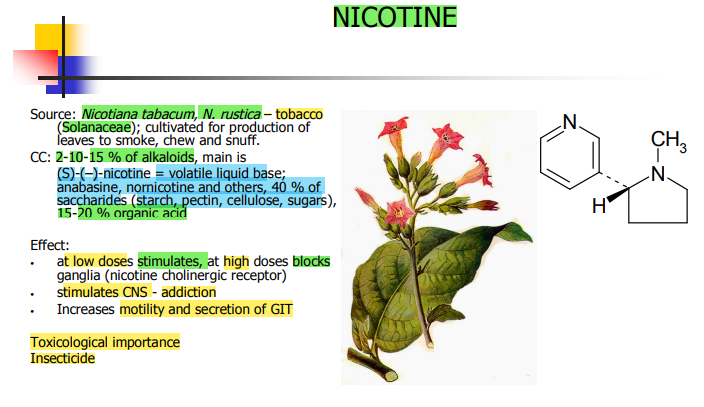 NICOTINE
Source: Nicotiana tabacum, N. rustica – tobacco
(Solanaceae); cultivated for production of
leaves to smoke, chew and snuff.
CC: 2-10-15 % of alkaloids, main is
(S)-(–)-nicotine = volatile liquid base;
anabasine, nornicotine and others, 40 % of
saccharides (starch, pectin, cellulose, sugars),
15-20 % organic acid
Effect:
• at low doses stimulates, at high doses blocks
ganglia (nicotine cholinergic receptor)
• stimulates CNS - addiction
• Increases motility and secretion of GIT
Toxicological importance
Insecticide
N
CH3
N
H